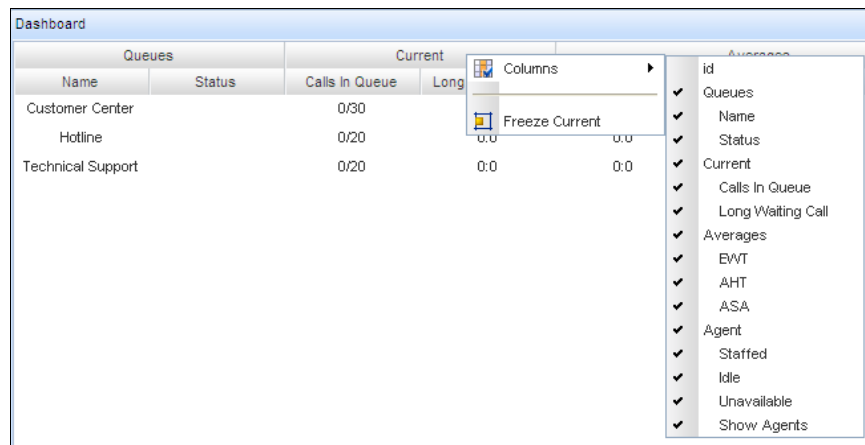 Dashboard
Queues Current Averages
Name Status Calls In Queue Long
Customer Center 0/30
Hotline 0/20 0:0 0:0
Technical Support 0/20 0:0 0:0
Columns
Freeze Current
id
Queues
Name
Status
Current
Calls In Queue
Long Waiting Call
Averages
EWT
AHT
ASA
Agent
Staffed
Idle
Unavailable
Show Agents